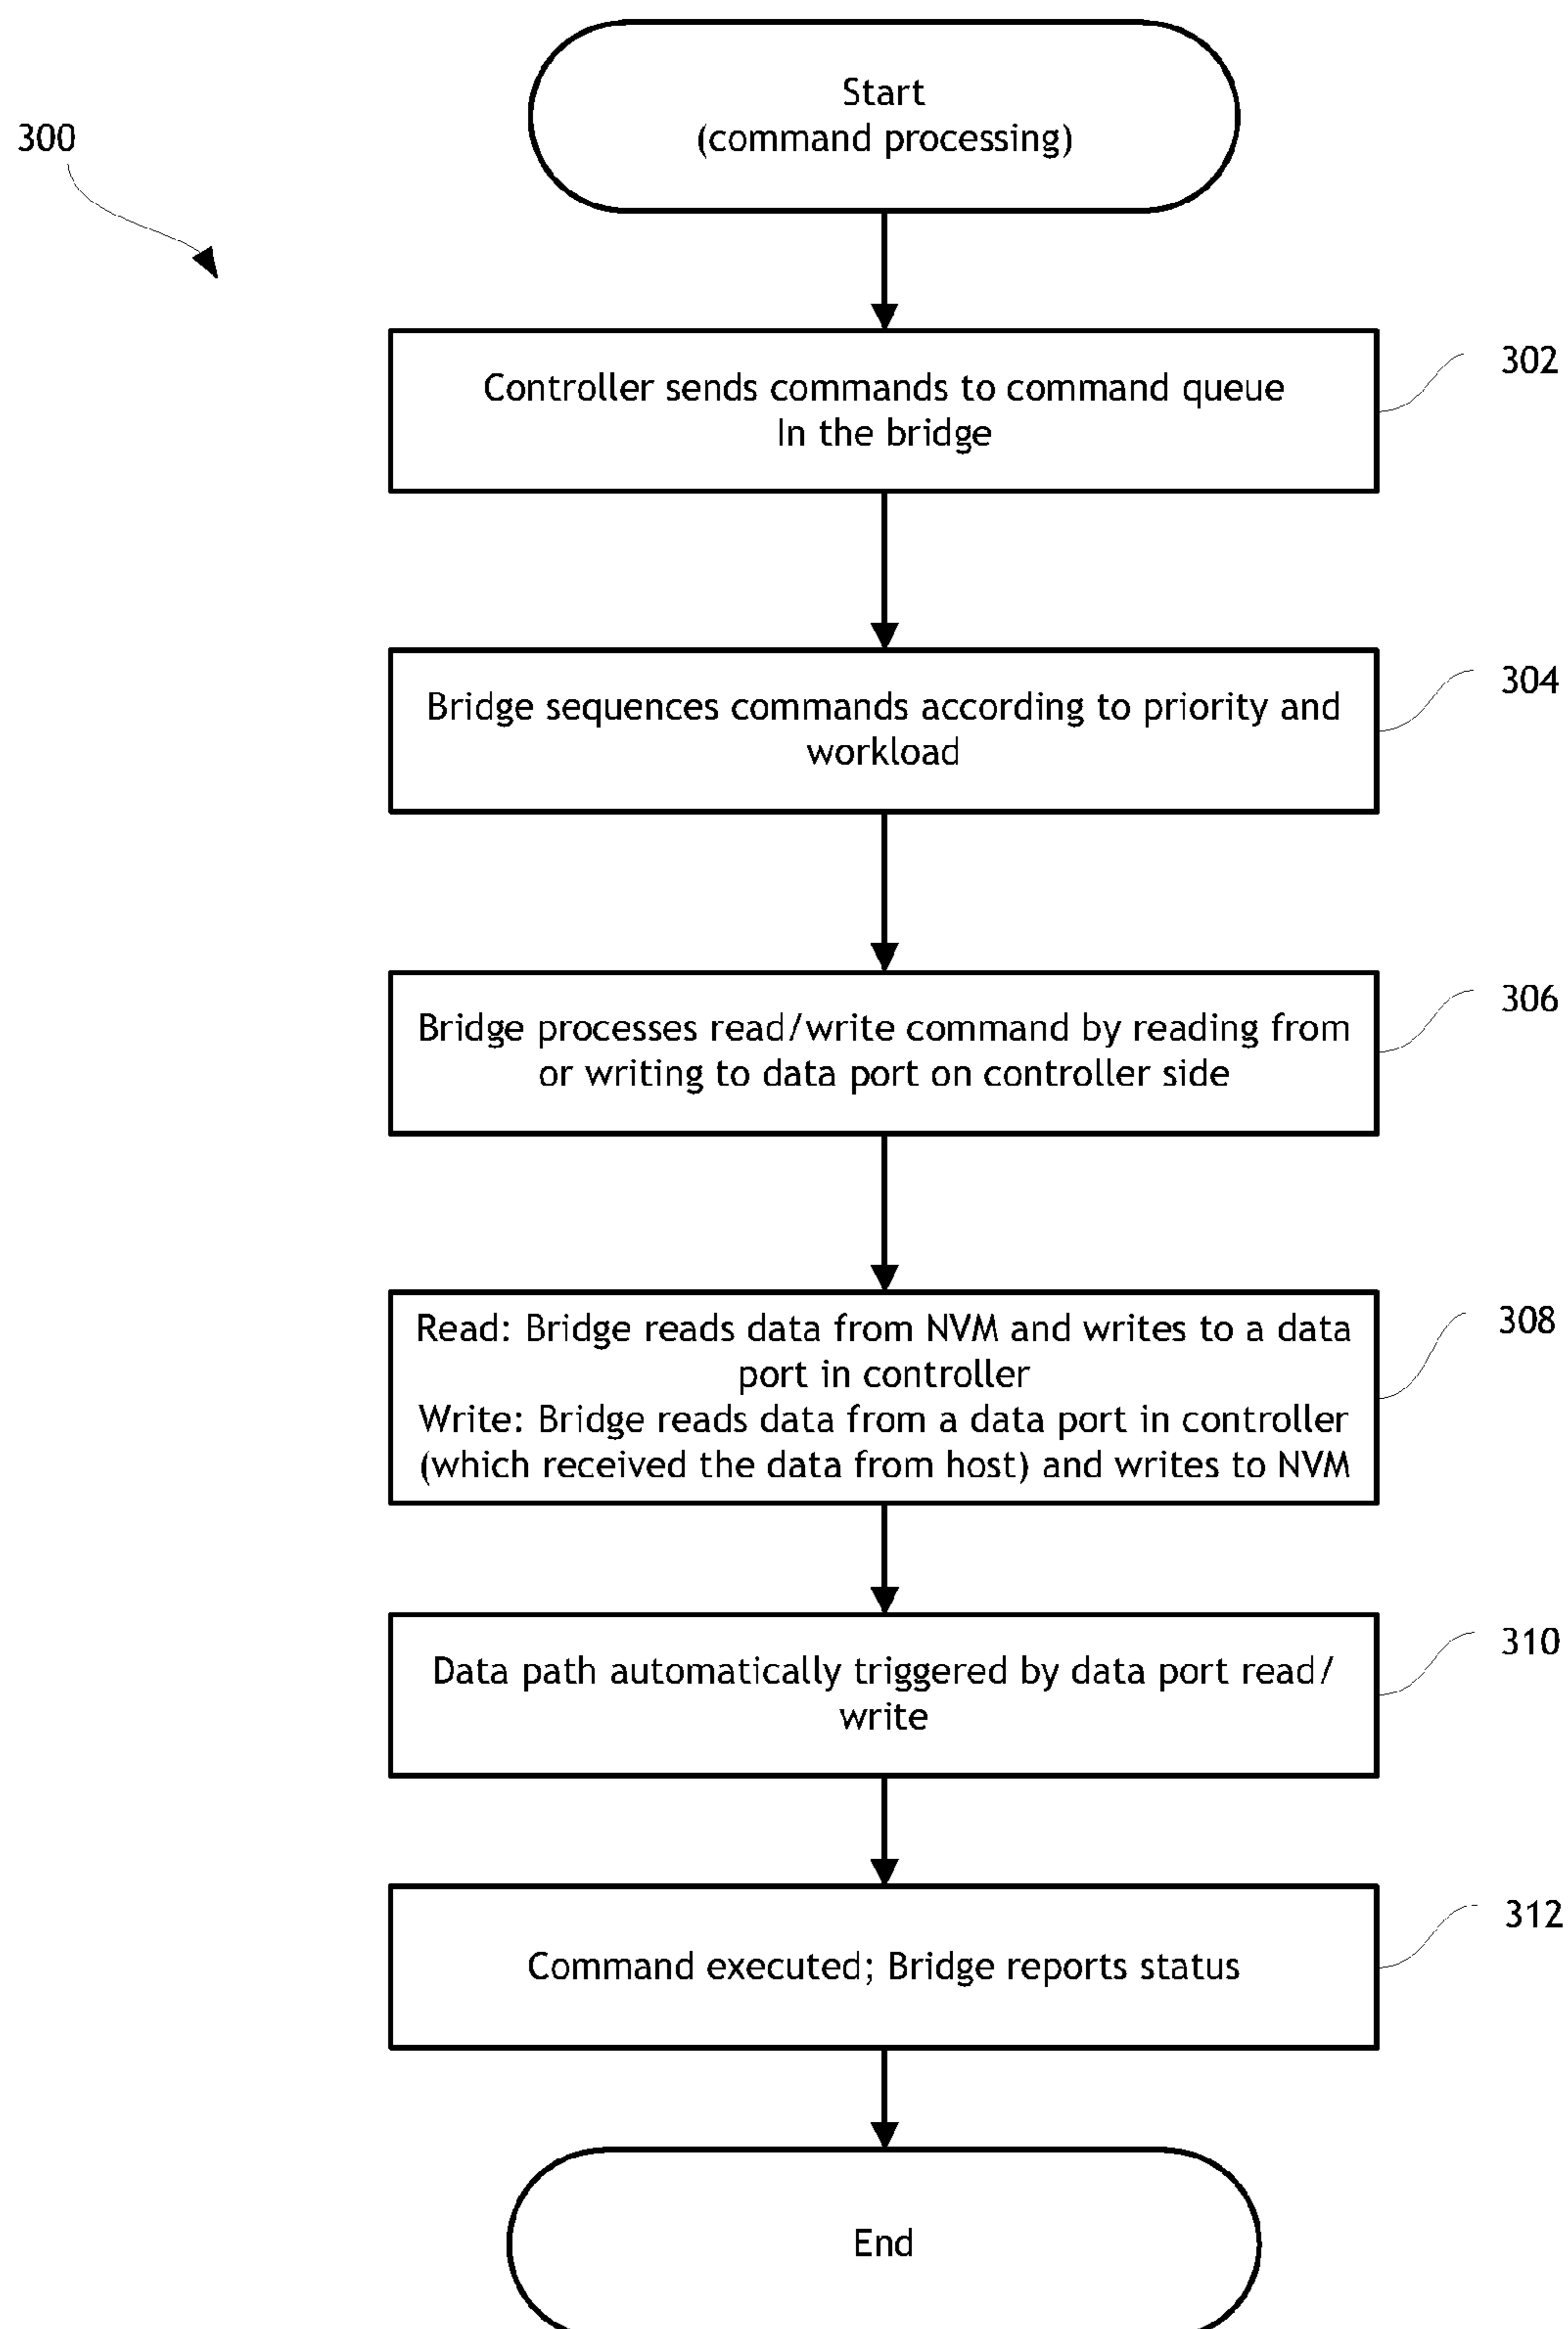 Start
(command processing)
300
Controller sends commands to command queue
In the bridge
302
Bridge sequences commands according to priority and
workload
304
Bridge processes read/write command by reading from
or writing to data port on controller side
306
Read: Bridge reads data from NVM and writes to a data
port in controller
Write: Bridge reads data from a data port in controller
(which received the data from host) and writes to NVM
308
Data path automatically triggered by data port read/
write
310
Command executed; Bridge reports status
312
End